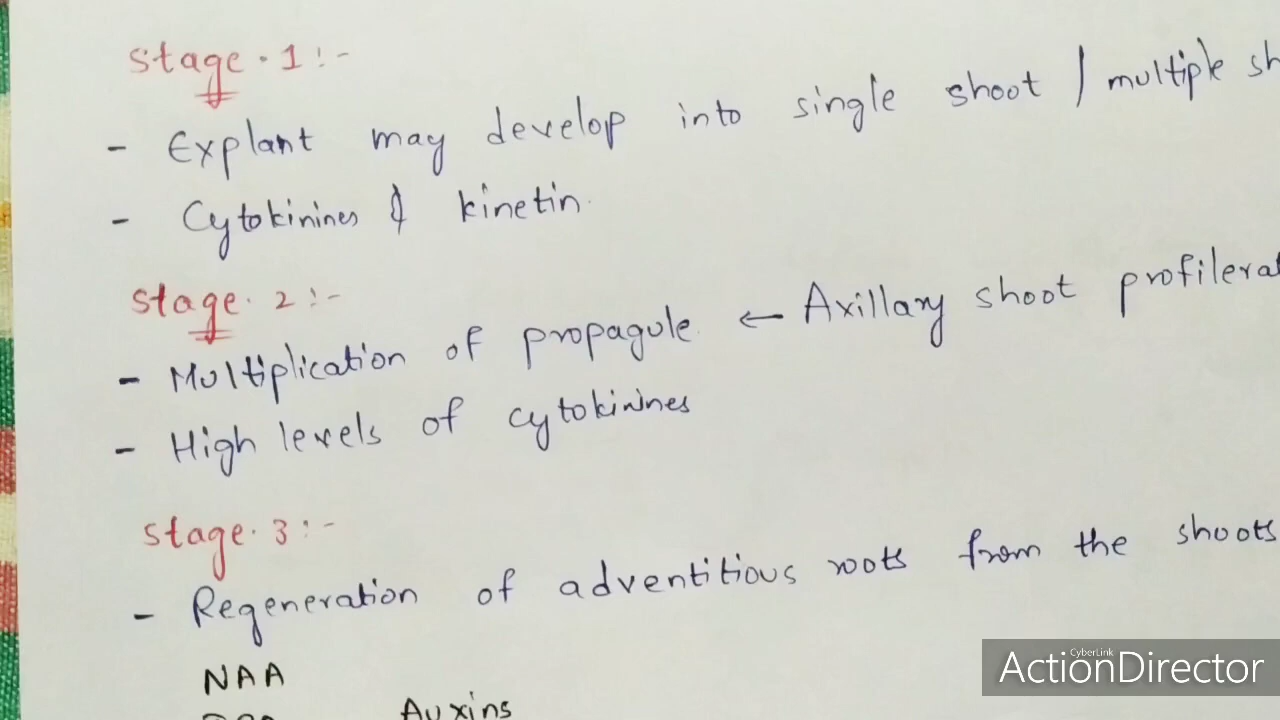 Stage . 1 :-
- Explant may develop into single shoot / multiple sh
- Cytokinines & kinetin.
Stage . 2 :-
- Multiplication of propagule ← Axillary shoot profilerat
- High levels of cytokinines
Stage . 3 :-
- Regeneration of adventitious roots from the shoots
NAA
Auxins
CyberLink
ActionDirector